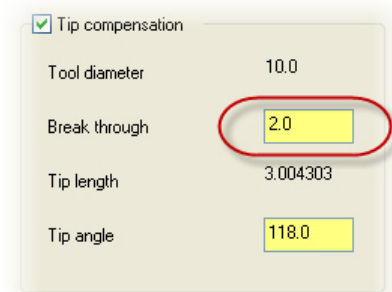 Tip compensation
Tool diameter 10.0
Break through 2.0
Tip length 3.004303
Tip angle 118.0